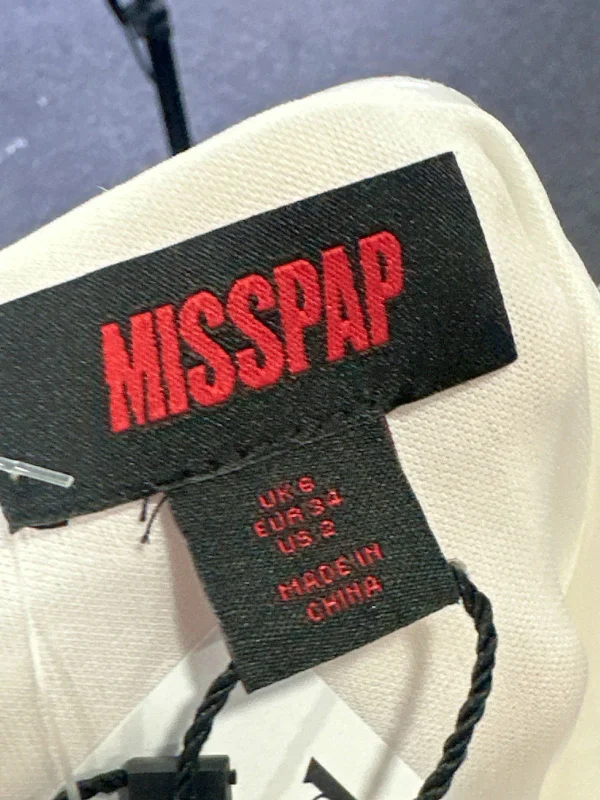 MISSPAP
UK 6
EUR 34
US 2
MADE IN
CHINA